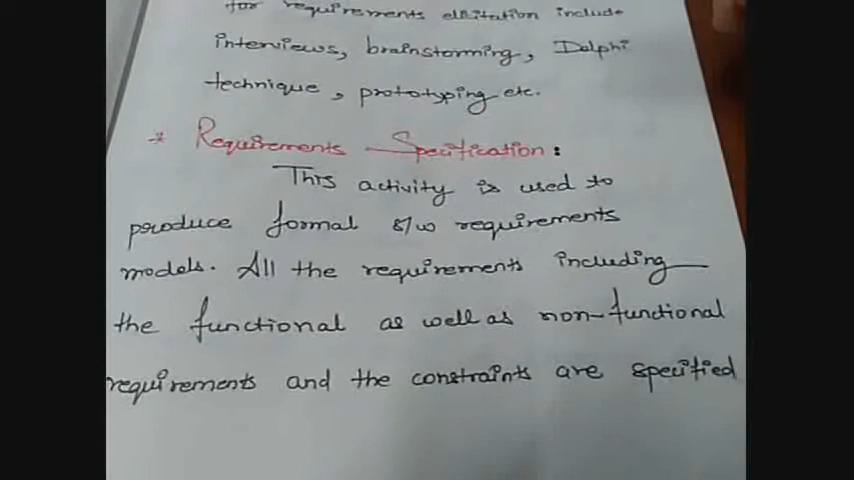 for requirements elicitation include
interviews, brainstorming, Delphi
technique, prototyping etc.
* Requirements Specification:
This activity is used to
produce formal s/w requirements
models. All the requirements including
the functional as well as non-functional
requirements and the constraints are specified